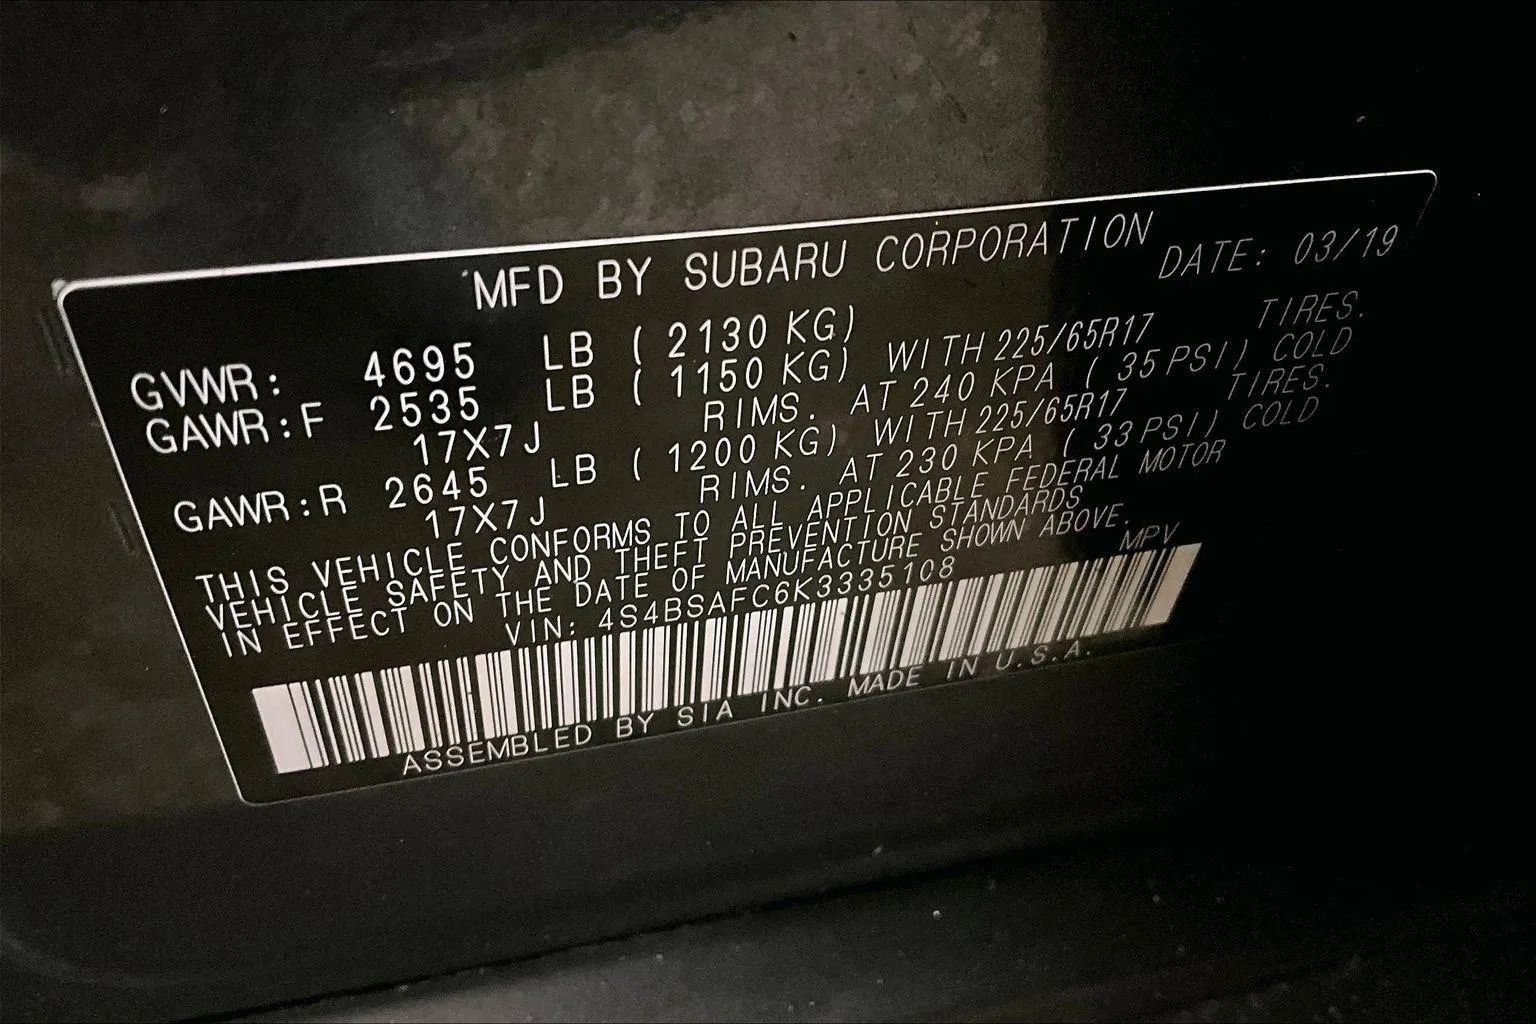 MFD BY SUBARU CORPORATION
DATE: 03/19
GVWR: 4695 LB ( 2130 KG)
GAWR:F 2535 LB ( 1150 KG) WITH 225/65R17 TIRES.
17X7J RIMS. AT 240 KPA ( 35 PSI) COLD
GAWR:R 2645 LB ( 1200 KG) WITH 225/65R17 TIRES.
17X7J RIMS. AT 230 KPA ( 33 PSI) COLD
THIS VEHICLE CONFORMS TO ALL APPLICABLE FEDERAL MOTOR
VEHICLE SAFETY AND THEFT PREVENTION STANDARDS
IN EFFECT ON THE DATE OF MANUFACTURE SHOWN ABOVE.
VIN: 4S4BSAFC6K3335108 MPV
ASSEMBLED BY SIA INC. MADE IN U.S.A.